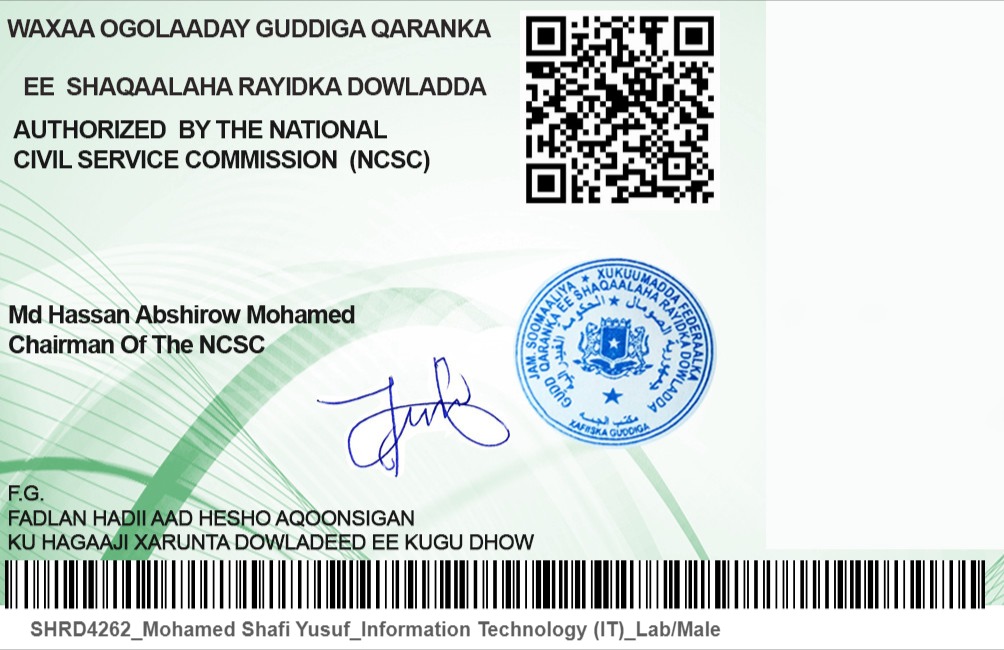 WAXAA OGOLAADAY GUDDIGA QARANKA
EE SHAQAALAHA RAYIDKA DOWLADDA
AUTHORIZED BY THE NATIONAL
CIVIL SERVICE COMMISSION (NCSC)
Md Hassan Abshirow Mohamed
Chairman Of The NCSC
JAM. SOOMAALIYA ★ XUKUUMADDA FEDERAALKA
GUDD QARANKA EE SHAQAALAHA RAYIDKA DOWLADDA
XAFIISKA GUDDIGA
F.G.
FADLAN HADII AAD HESHO AQOONSIGAN
KU HAGAAJI XARUNTA DOWLADEED EE KUGU DHOW
SHRD4262_Mohamed Shafi Yusuf_Information Technology (IT)_Lab/Male